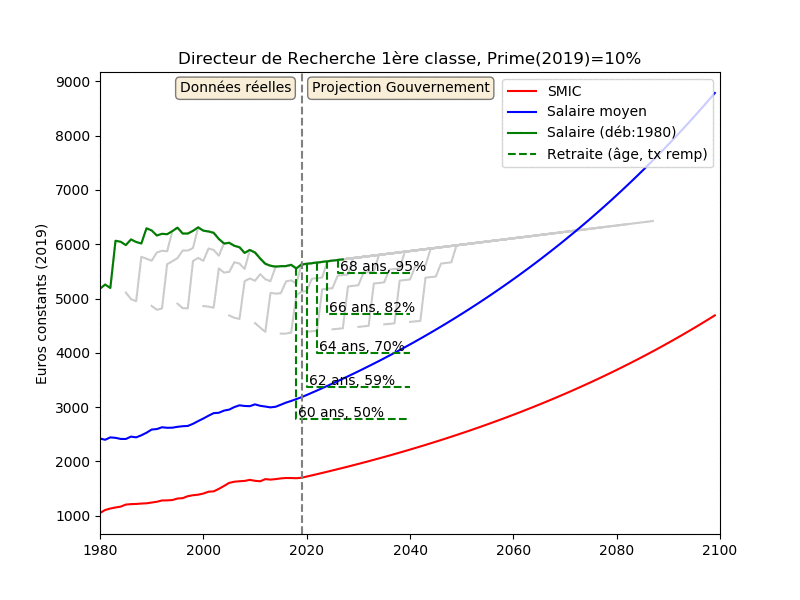 Directeur de Recherche 1ère classe, Prime(2019)=10%
Données réelles
Projection Gouvernement
SMIC
Salaire moyen
Salaire (déb:1980)
Retraite (âge, tx remp)
Euros constants (2019)
9000
8000
7000
6000
5000
4000
3000
2000
1000
68 ans, 95%
66 ans, 82%
64 ans, 70%
62 ans, 59%
60 ans, 50%
1980
2000
2020
2040
2060
2080
2100